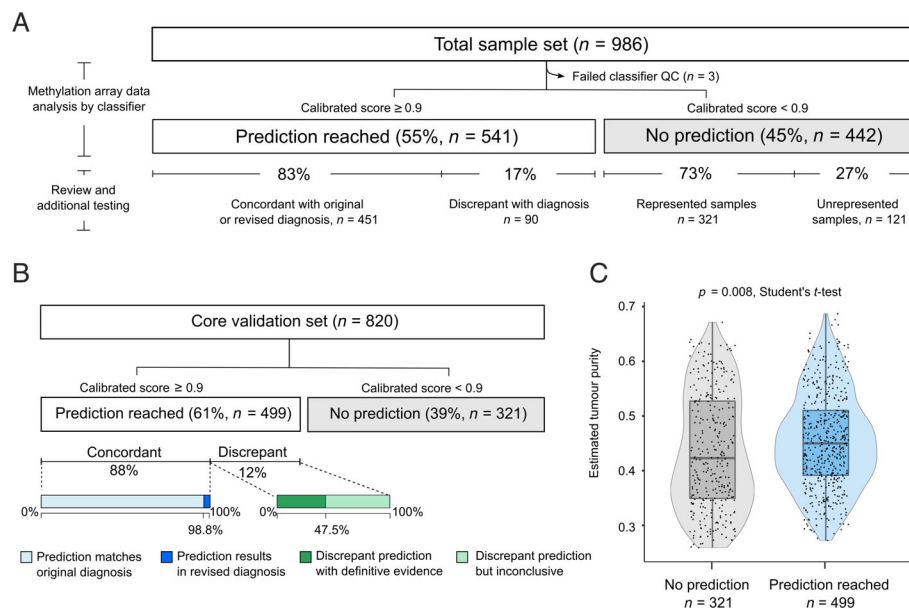 A
Total sample set (n = 986)
Failed classifier QC (n = 3)
Methylation array data
analysis by classifier
Calibrated score ≥ 0.9
Calibrated score < 0.9
Prediction reached (55%, n = 541)
No prediction (45%, n = 442)
Review and
additional testing
83%
17%
73%
27%
Concordant with original
or revised diagnosis, n = 451
Discrepant with diagnosis
n = 90
Represented samples
n = 321
Unrepresented
samples, n = 121
B
Core validation set (n = 820)
Calibrated score ≥ 0.9
Calibrated score < 0.9
Prediction reached (61%, n = 499)
No prediction (39%, n = 321)
Concordant
88%
Discrepant
12%
0%
100%
98.8%
0%
100%
47.5%
Prediction matches
original diagnosis
Prediction results
in revised diagnosis
Discrepant prediction
with definitive evidence
Discrepant prediction
but inconclusive
C
p = 0.008, Student's t-test
Estimated tumour purity
0.7
0.6
0.5
0.4
0.3
No prediction
n = 321
Prediction reached
n = 499